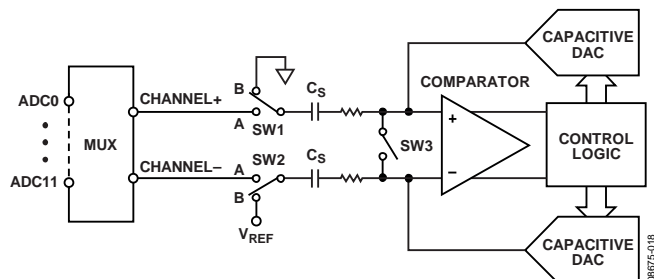 CAPACITIVE
DAC
COMPARATOR
B
CS
ADC0
CHANNEL+
A
SW1
+
MUX
SW3
CONTROL
LOGIC
CHANNEL–
SW2
A
CS
–
ADC11
B
VREF
CAPACITIVE
DAC
08675-018